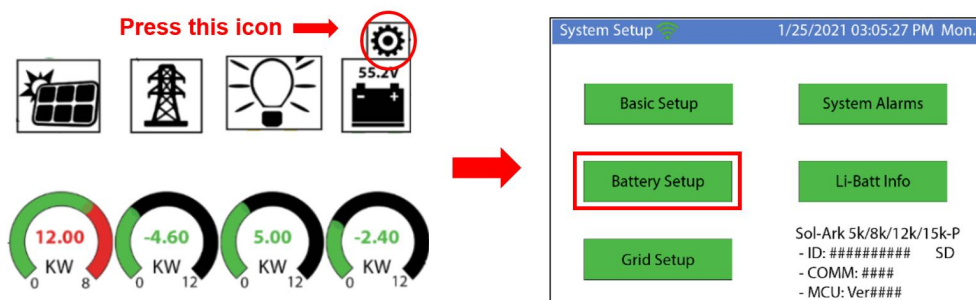 Press this icon
55.2V
12.00
KW
0 8
-4.60
KW
0 12
5.00
KW
0 12
-2.40
KW
0 12
System Setup 1/25/2021 03:05:27 PM Mon.
Basic Setup
System Alarms
Battery Setup
Li-Batt Info
Grid Setup
Sol-Ark 5k/8k/12k/15k-P
- ID: ########## SD
- COMM: ####
- MCU: Ver####